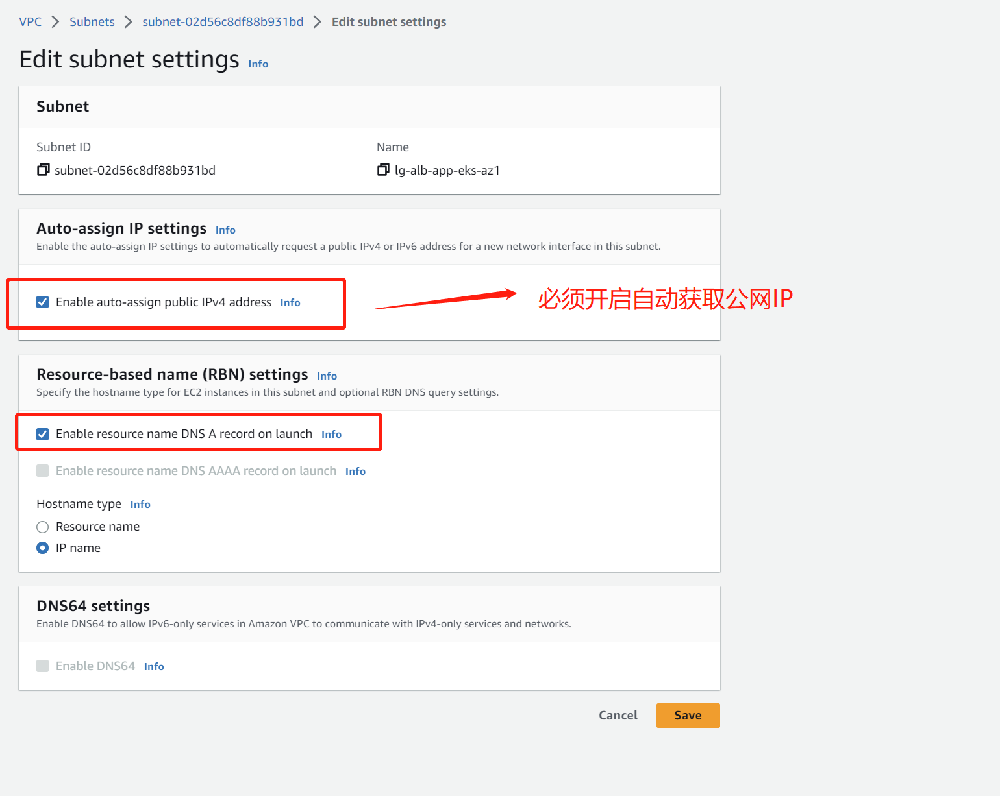 VPC > Subnets > subnet-02d56c8df88b931bd > Edit subnet settings
Edit subnet settings Info
Subnet
Subnet ID Name
subnet-02d56c8df88b931bd lg-alb-app-eks-az1
Auto-assign IP settings Info
Enable the auto-assign IP settings to automatically request a public IPv4 or IPv6 address for a new network interface in this subnet.
Enable auto-assign public IPv4 address Info 必须开启自动获取公网IP
Resource-based name (RBN) settings Info
Specify the hostname type for EC2 instances in this subnet and optional RBN DNS query settings.
Enable resource name DNS A record on launch Info
Enable resource name DNS AAAA record on launch Info
Hostname type Info
Resource name
IP name
DNS64 settings
Enable DNS64 to allow IPv6-only services in Amazon VPC to communicate with IPv4-only services and networks.
Enable DNS64 Info
Cancel Save